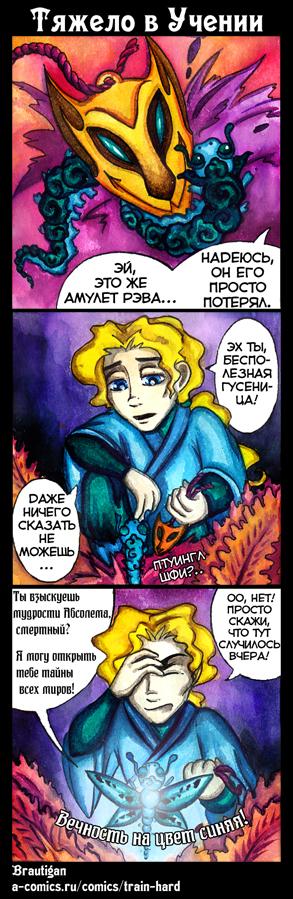 Тяжело в Учении
ЭЙ,
ЭТО ЖЕ
АМУЛЕТ РЭВА...
НАДЕЮСЬ,
ОН ЕГО
ПРОСТО
ПОТЕРЯЛ.
ЭХ ТЫ,
БЕСПО-
ЛЕЗНАЯ
ГУСЕНИ-
ЦА!
ДАЖЕ
НИЧЕГО
СКАЗАТЬ
НЕ
МОЖЕШЬ
...
ПТУИНГЛ
ШФИ?..
Ты взыскуешь
мудрости Абсолема,
смертный?
Я могу открыть
тебе тайны
всех миров!
ОО, НЕТ!
ПРОСТО
СКАЖИ,
ЧТО ТУТ
СЛУЧИЛОСЬ
ВЧЕРА!
Вечность на цвет синяя!
Brautigan
a-comics.ru/comics/train-hard